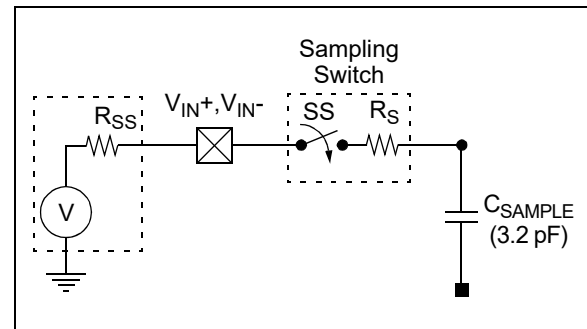 Sampling
Switch
VIN+,VIN-
RSS
SS
RS
V
CSAMPLE
(3.2 pF)